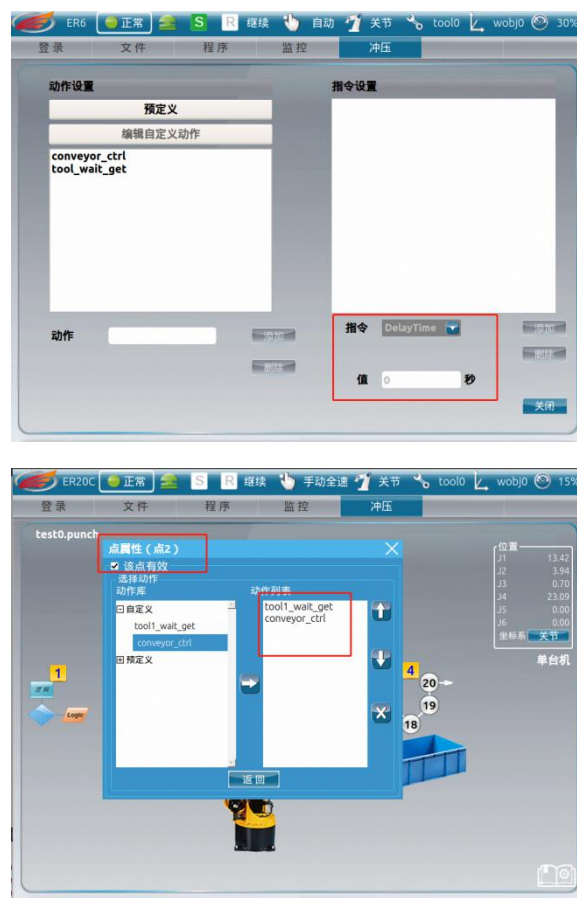 ER6 正常 S R 继续 自动 关节 tool0 wobj0 30%
登录 文件 程序 监控 冲压
动作设置 指令设置
预定义
编辑自定义动作
conveyor_ctrl
tool_wait_get
动作 添加 指令 DelayTime 添加
删除 删除
值 0 秒
关闭
ER20C 正常 S R 继续 手动全速 关节 tool0 wobj0 15%
登录 文件 程序 监控 冲压
test0.punch
点属性（点2）
该点有效
选择动作
动作库 动作列表
自定义
tool1_wait_get
conveyor_ctrl
预定义
tool1_wait_get
conveyor_ctrl
返回
位置
J1 13.42
J2 3.94
J3 0.70
J4 23.09
J5 0.00
J6 0.00
坐标系 关节
单台机
1
逻辑
Logic
4
20
19
18